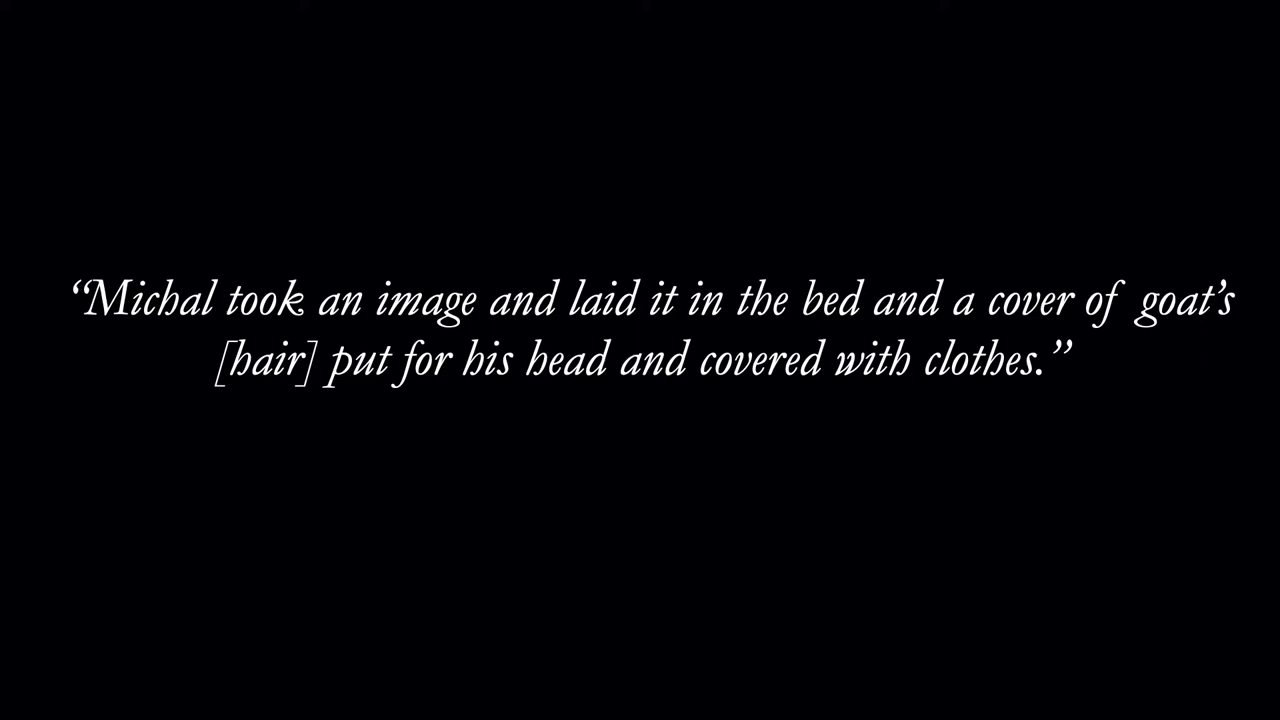 “Michal took an image and laid it in the bed and a cover of goat’s
[hair] put for his head and covered with clothes.”